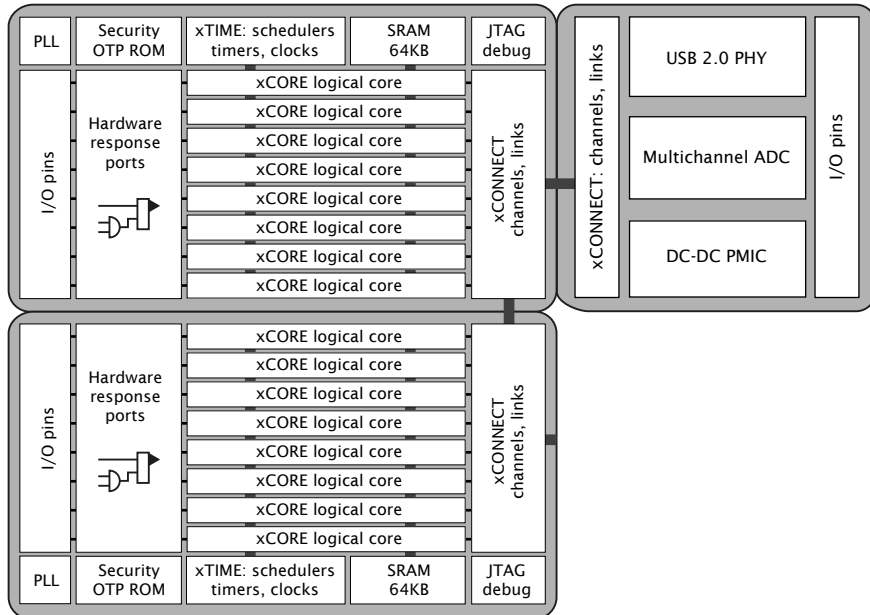 PLL
Security
OTP ROM
xTIME: schedulers
timers, clocks
SRAM
64KB
JTAG
debug
I/O pins
Hardware
response
ports
xCORE logical core
xCORE logical core
xCORE logical core
xCORE logical core
xCORE logical core
xCORE logical core
xCORE logical core
xCORE logical core
xCONNECT
channels, links
xCONNECT: channels, links
USB 2.0 PHY
Multichannel ADC
DC-DC PMIC
I/O pins
I/O pins
Hardware
response
ports
xCORE logical core
xCORE logical core
xCORE logical core
xCORE logical core
xCORE logical core
xCORE logical core
xCORE logical core
xCORE logical core
xCONNECT
channels, links
PLL
Security
OTP ROM
xTIME: schedulers
timers, clocks
SRAM
64KB
JTAG
debug